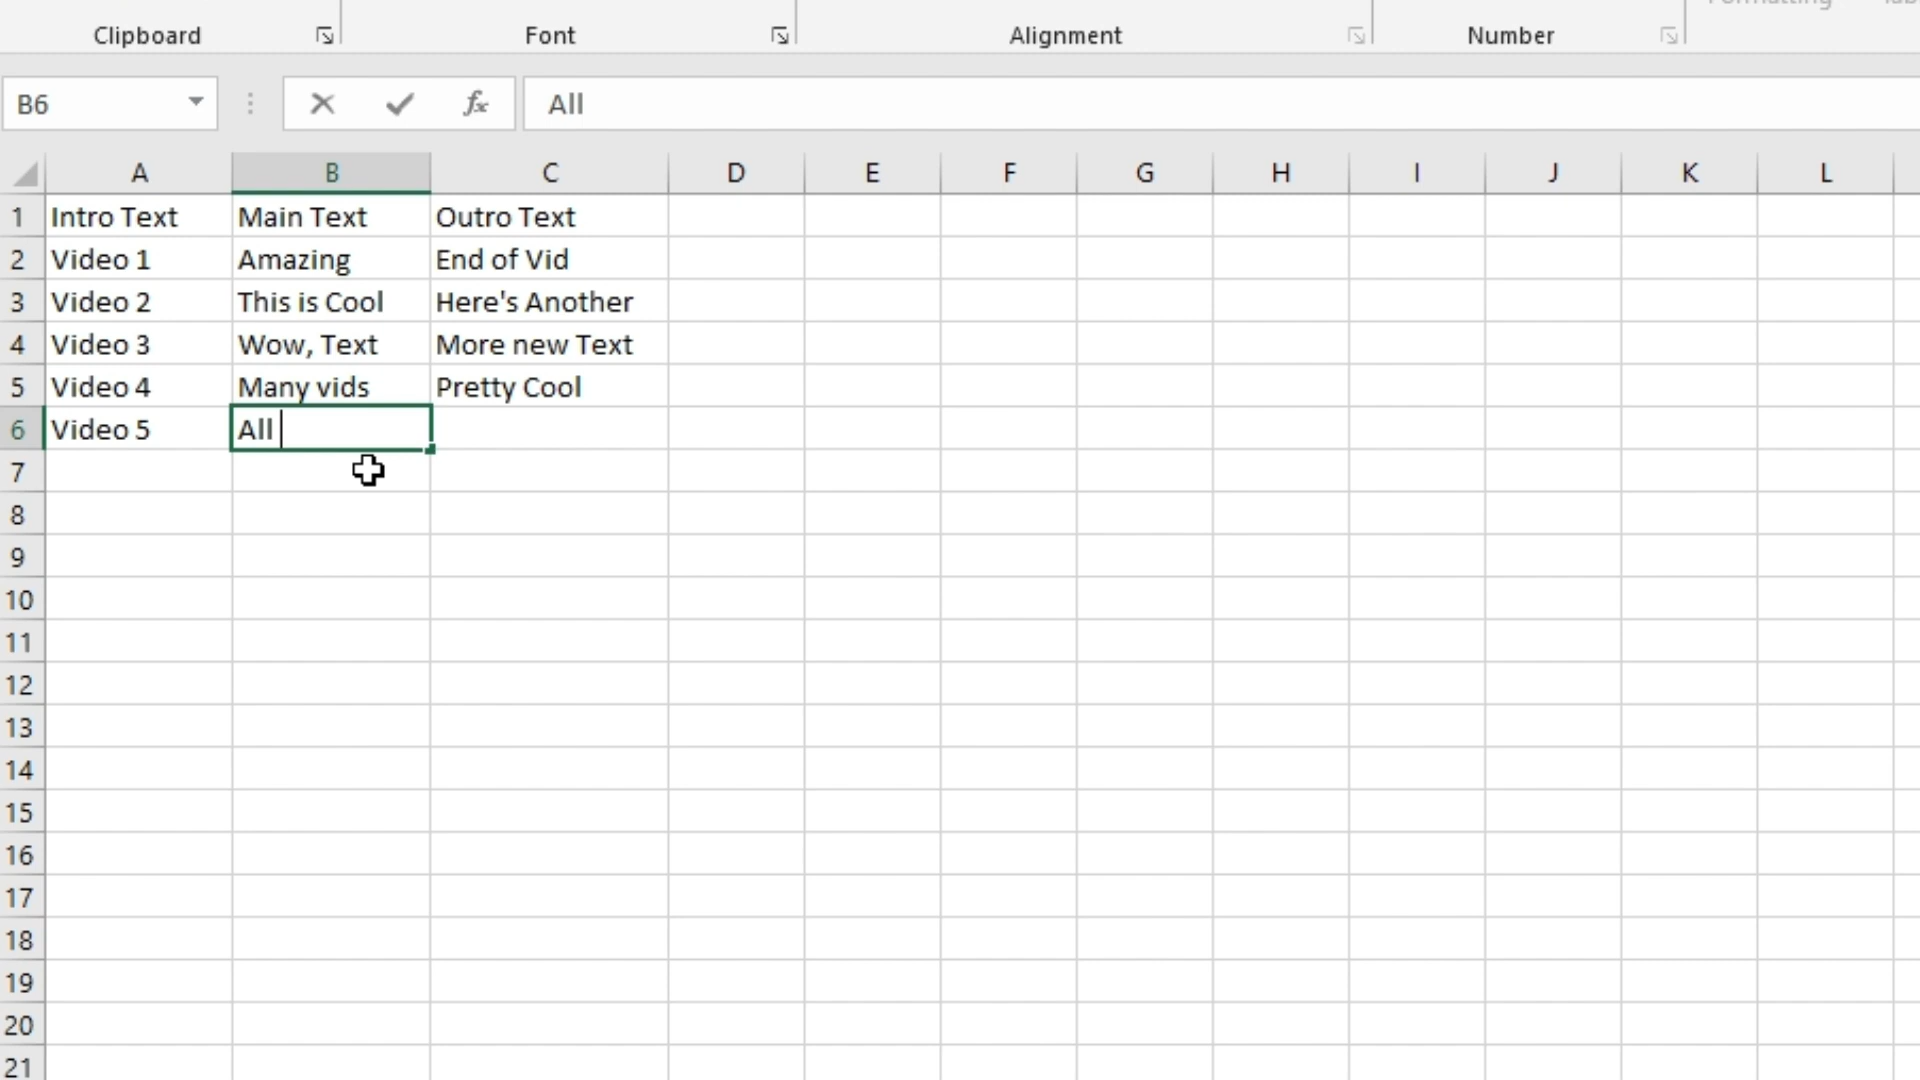 Clipboard Font Alignment Number
B6 fx All
A B C D E F G H I J K L
1 Intro Text Main Text Outro Text
2 Video 1 Amazing End of Vid
3 Video 2 This is Cool Here's Another
4 Video 3 Wow, Text More new Text
5 Video 4 Many vids Pretty Cool
6 Video 5 All
7
8
9
10
11
12
13
14
15
16
17
18
19
20
21